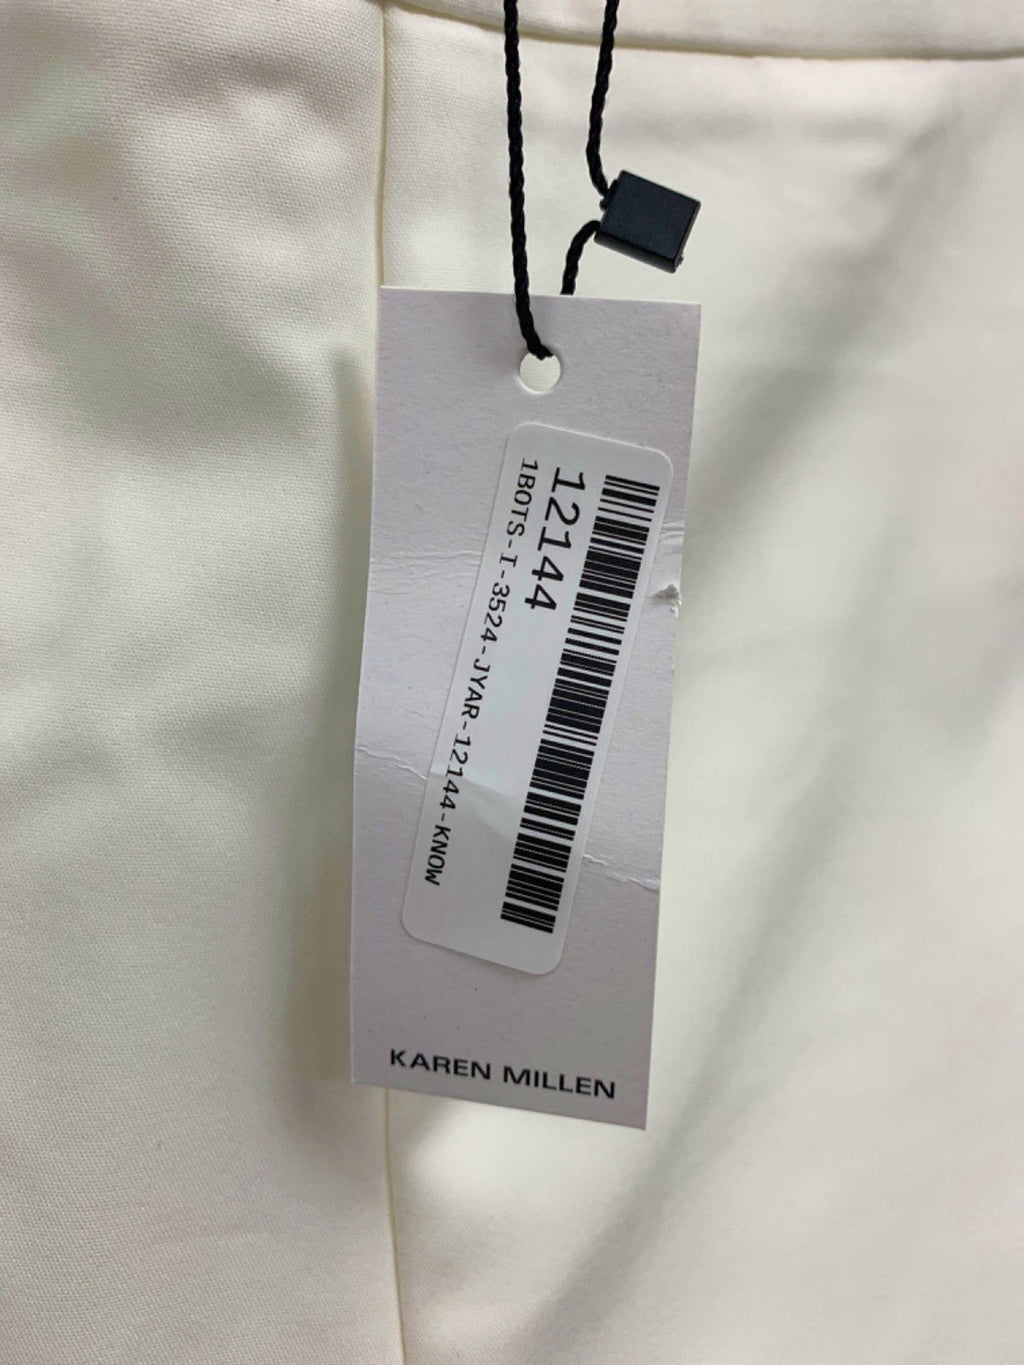 12144
1BOTS-I-3524-JYAR-12144-KNOW
KAREN MILLEN